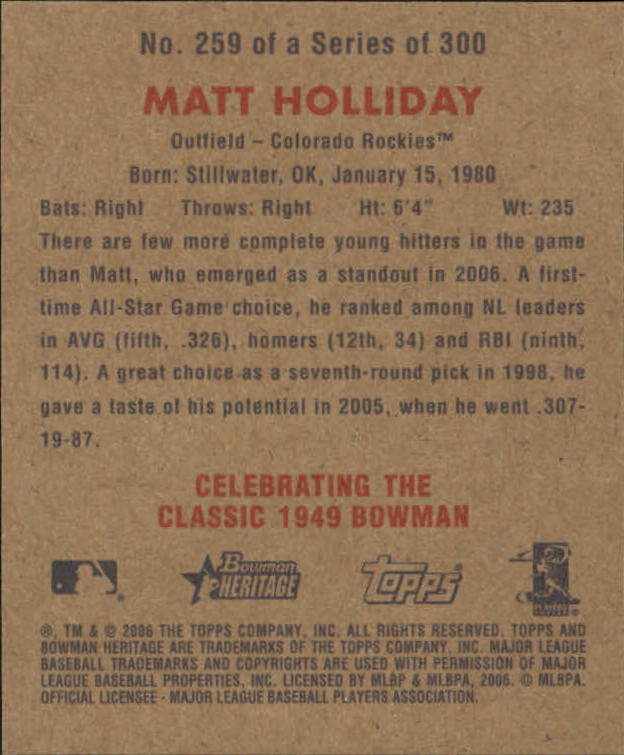 No. 259 of a Series of 300
MATT HOLLIDAY
Outfield – Colorado Rockies™
Born: Stillwater, OK, January 15, 1980
Bats: Right Throws: Right Ht: 6'4" Wt: 235
There are few more complete young hitters in the game
than Matt, who emerged as a standout in 2006. A first-
time All-Star Game choice, he ranked among NL leaders
in AVG (fifth, .326), homers (12th, 34) and RBI (ninth,
114). A great choice as a seventh-round pick in 1998, he
gave a taste of his potential in 2005, when he went .307-
19-87.
CELEBRATING THE
CLASSIC 1949 BOWMAN
Bowman
HERITAGE
TOPPS
®, TM & © 2006 THE TOPPS COMPANY, INC. ALL RIGHTS RESERVED. TOPPS AND
BOWMAN HERITAGE ARE TRADEMARKS OF THE TOPPS COMPANY, INC. MAJOR LEAGUE
BASEBALL TRADEMARKS AND COPYRIGHTS ARE USED WITH PERMISSION OF MAJOR
LEAGUE BASEBALL PROPERTIES, INC. LICENSED BY MLBP & MLBPA, 2006. © MLBPA.
OFFICIAL LICENSEE - MAJOR LEAGUE BASEBALL PLAYERS ASSOCIATION.